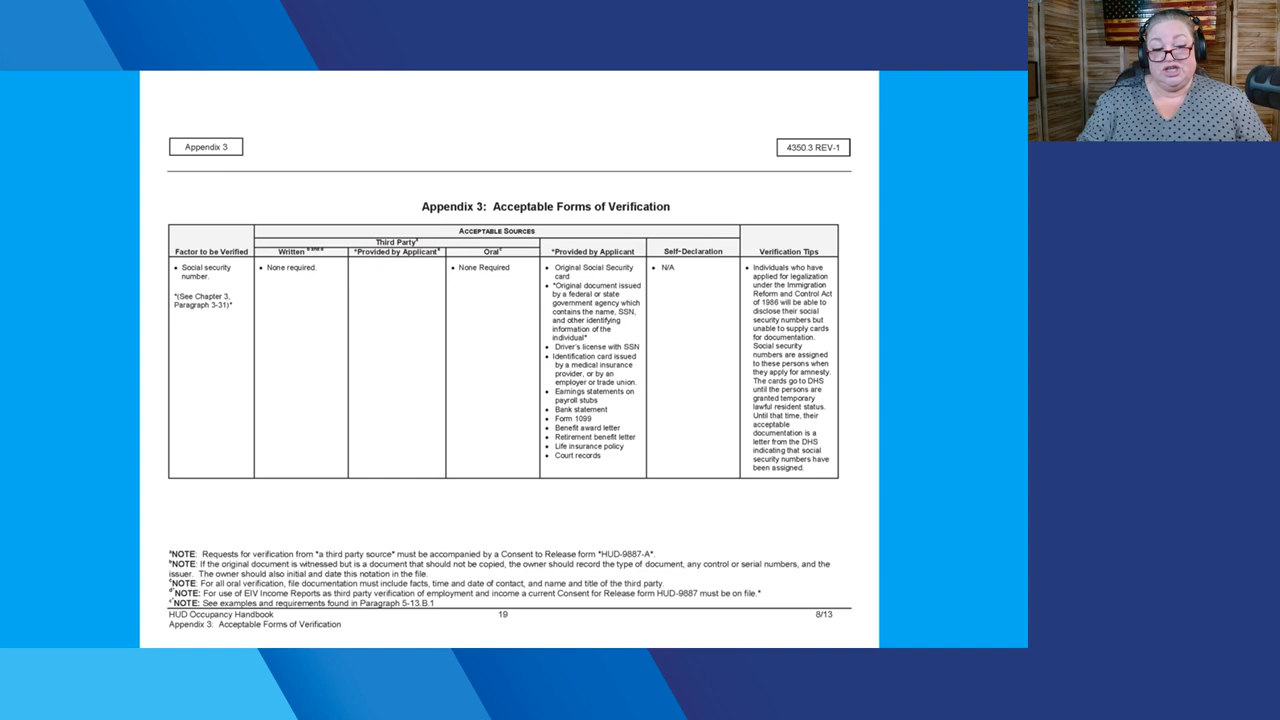 Appendix 3
4350.3 REV-1
Appendix 3: Acceptable Forms of Verification
ACCEPTABLE SOURCES
Third Party
Factor to be Verified
Written
*Provided by Applicant
Oral
*Provided by Applicant
Self-Declaration
Verification Tips
• Social security
number.
*(See Chapter 3,
Paragraph 3-31)*
• None required.
• None Required
• Original Social Security
card
• *Original document issued
by a federal or state
government agency which
contains the name, SSN,
and other identifying
information of the
individual*
• Driver's license with SSN
• Identification card issued
by a medical insurance
provider, or by an
employer or trade union.
• Earnings statements on
payroll stubs
• Bank statement
• Form 1099
• Benefit award letter
• Retirement benefit letter
• Life insurance policy
• Court records
• N/A
• Individuals who have
applied for legalization
under the Immigration
Reform and Control Act
of 1986 will be able to
disclose their social
security numbers but
unable to supply cards
for documentation.
Social security
numbers are assigned
to these persons when
they apply for amnesty.
The cards go to DHS
until the persons are
granted temporary
lawful resident status.
Until that time, their
acceptable
documentation is a
letter from the DHS
indicating that social
security numbers have
been assigned.
a NOTE: Requests for verification from *a third party source* must be accompanied by a Consent to Release form *HUD-9887-A*.
b NOTE: If the original document is witnessed but is a document that should not be copied, the owner should record the type of document, any control or serial numbers, and the
issuer. The owner should also initial and date this notation in the file.
c NOTE: For all oral verification, file documentation must include facts, time and date of contact, and name and title of the third party.
d* NOTE: For use of EIV Income Reports as third party verification of employment and income a current Consent for Release form HUD-9887 must be on file.*
NOTE: See examples and requirements found in Paragraph 5-13.B.1
HUD Occupancy Handbook
19
8/13
Appendix 3: Acceptable Forms of Verification